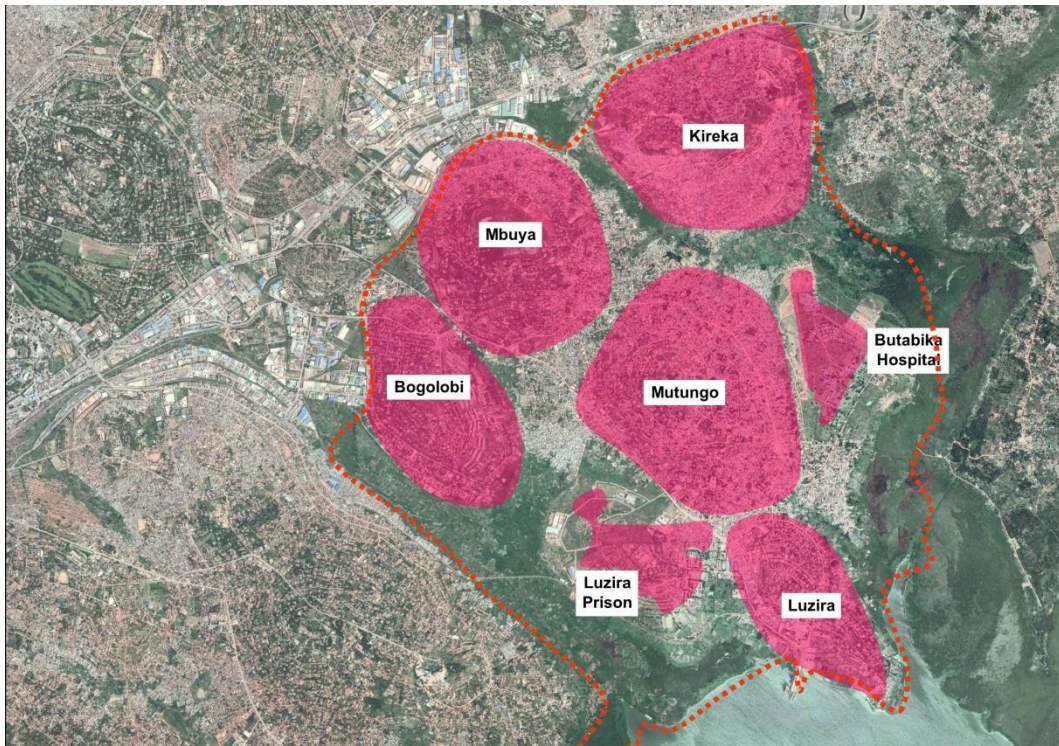 Kireka
Mbuya
Butabika
Hospital
Bogolobi
Mutungo
Luzira
Prison
Luzira